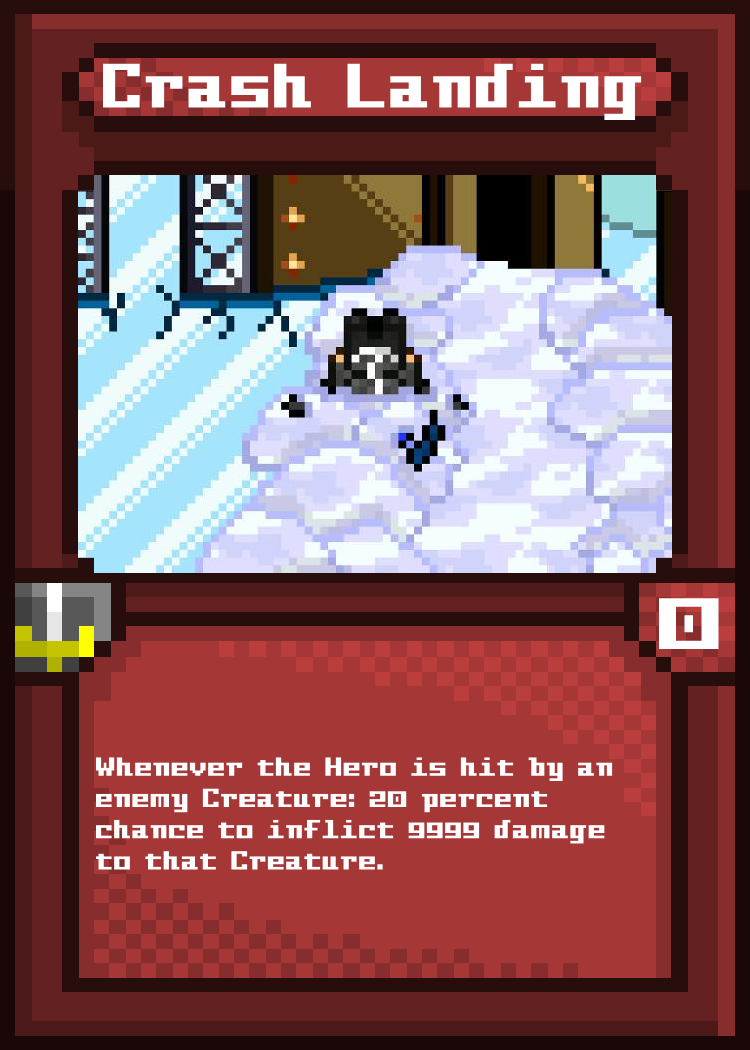 Crash Landing
0
Whenever the Hero is hit by an
enemy Creature: 20 percent
chance to inflict 9999 damage
to that Creature.